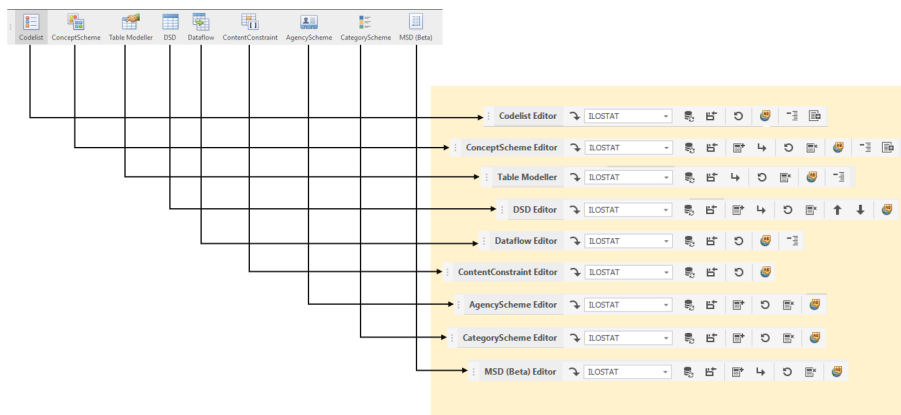 Codelist ConceptScheme Table Modeller DSD Dataflow ContentConstraint AgencyScheme CategoryScheme MSD (Beta)
Codelist Editor ILOSTAT
ConceptScheme Editor ILOSTAT
Table Modeller ILOSTAT
DSD Editor ILOSTAT
Dataflow Editor ILOSTAT
ContentConstraint Editor ILOSTAT
AgencyScheme Editor ILOSTAT
CategoryScheme Editor ILOSTAT
MSD (Beta) Editor ILOSTAT